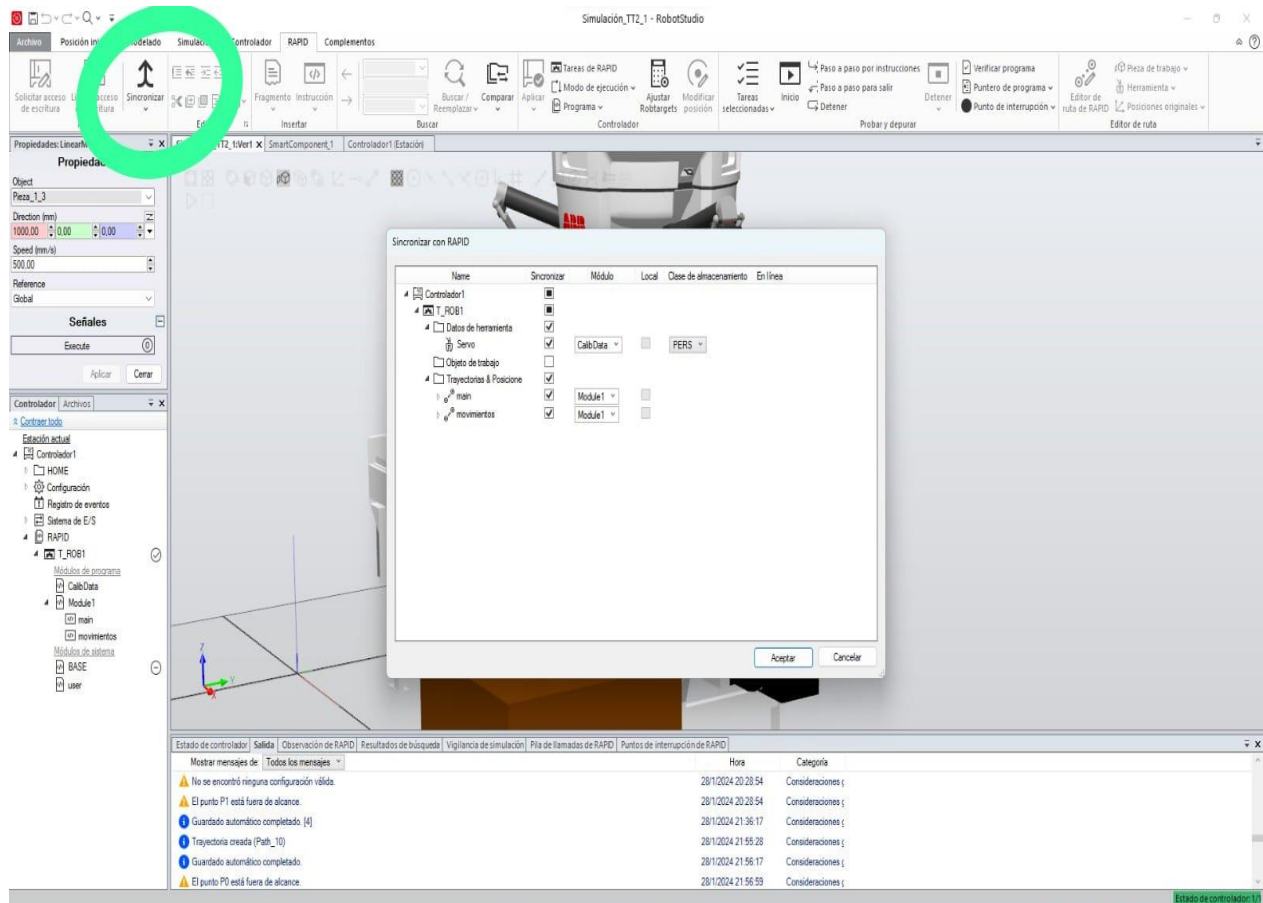 Simulación_TT2_1 - RobotStudio
Archivo
Controlador
RAPID
Complementos
Solicitar acceso de escritura
Sincronizar
Fragmento
Instrucción
Insertar
Buscar / Reemplazar
Comparar
Buscar
Aplicar
Tareas de RAPID
Modo de ejecución
Programa
Ajustar Robtargets
Modificar posición
Controlador
Tareas seleccionadas
Inicio
Paso a paso por instrucciones
Paso a paso para salir
Detener
Detener
Verificar programa
Puntero de programa
Punto de interrupción
Probar y depurar
Editor de ruta de RAPID
Pieza de trabajo
Herramienta
Posiciones originales
Editor de ruta
SmartComponent_1
Controlador1 (Estación)
Object
Pieza_1_3
Direction (mm)
1000,00 0,00 0,00
Speed (mm/s)
500,00
Reference
Global
Señales
Execute
Aplicar
Cerrar
Controlador
Archivos
Contraer todo
Estación actual
Controlador1
HOME
Configuración
Registro de eventos
Sistema de E/S
RAPID
T_ROB1
Módulos de programa
CalibData
Module1
main
movimientos
Módulos de sistema
BASE
user
ABB
Sincronizar con RAPID
Name Sincronizar Módulo Local Clase de almacenamiento En línea
Controlador1
T_ROB1
Datos de herramienta
Servo CalibData PERS
Objeto de trabajo
Trayectorias & Posicione
main Module1
movimientos Module1
Aceptar Cancelar
Estado de controlador Salida Observación de RAPID Resultados de búsqueda Vigilancia de simulación Pila de llamadas de RAPID Puntos de interrupción de RAPID
Mostrar mensajes de: Todos los mensajes Hora Categoría
No se encontró ninguna configuración válida. 28/1/2024 20:28:54 Consideraciones g
El punto P1 está fuera de alcance. 28/1/2024 20:28:54 Consideraciones g
Guardado automático completado. [4] 28/1/2024 21:36:17 Consideraciones g
Trayectoria creada (Path_10) 28/1/2024 21:55:28 Consideraciones g
Guardado automático completado. 28/1/2024 21:56:17 Consideraciones g
El punto P0 está fuera de alcance. 28/1/2024 21:56:59 Consideraciones g
Estado de controlador: 1/1